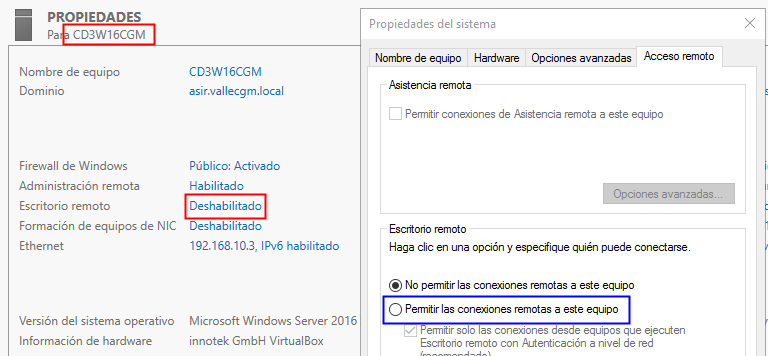 PROPIEDADES
Para CD3W16CGM
Nombre de equipo CD3W16CGM
Dominio asir.vallecgm.local
Firewall de Windows Público: Activado
Administración remota Habilitado
Escritorio remoto Deshabilitado
Formación de equipos de NIC Deshabilitado
Ethernet 192.168.10.3, IPv6 habilitado
Versión del sistema operativo Microsoft Windows Server 2016
Información de hardware innotek GmbH VirtualBox
Propiedades del sistema
Nombre de equipo Hardware Opciones avanzadas Acceso remoto
Asistencia remota
Permitir conexiones de Asistencia remota a este equipo
Opciones avanzadas...
Escritorio remoto
Haga clic en una opción y especifique quién puede conectarse.
No permitir las conexiones remotas a este equipo
Permitir las conexiones remotas a este equipo
Permitir solo las conexiones desde equipos que ejecuten
Escritorio remoto con Autenticación a nivel de red
(recomendado)